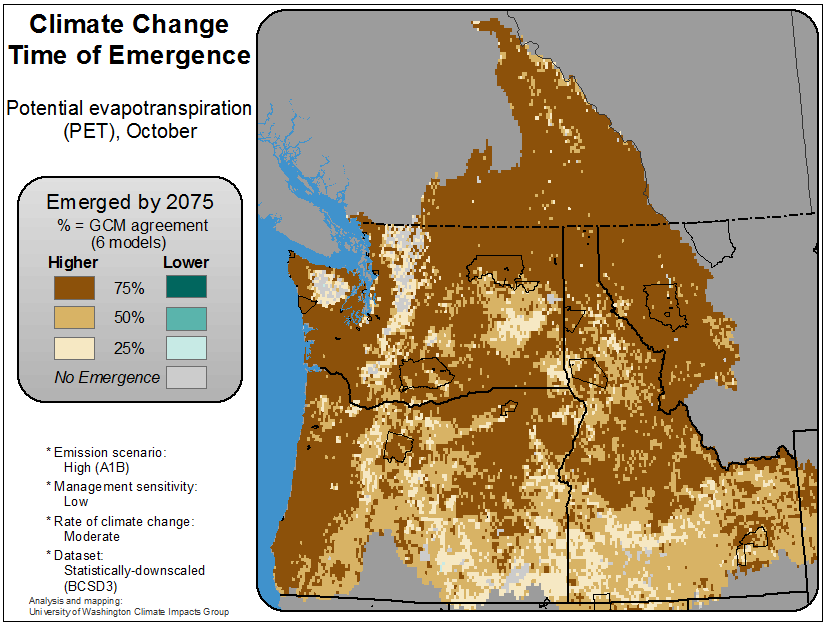 Climate Change
Time of Emergence
Potential evapotranspiration
(PET), October
Emerged by 2075
% = GCM agreement
(6 models)
Higher Lower
75%
50%
25%
No Emergence
* Emission scenario:
High (A1B)
* Management sensitivity:
Low
* Rate of climate change:
Moderate
* Dataset:
Statistically-downscaled
(BCSD3)
Analysis and mapping:
University of Washington Climate Impacts Group